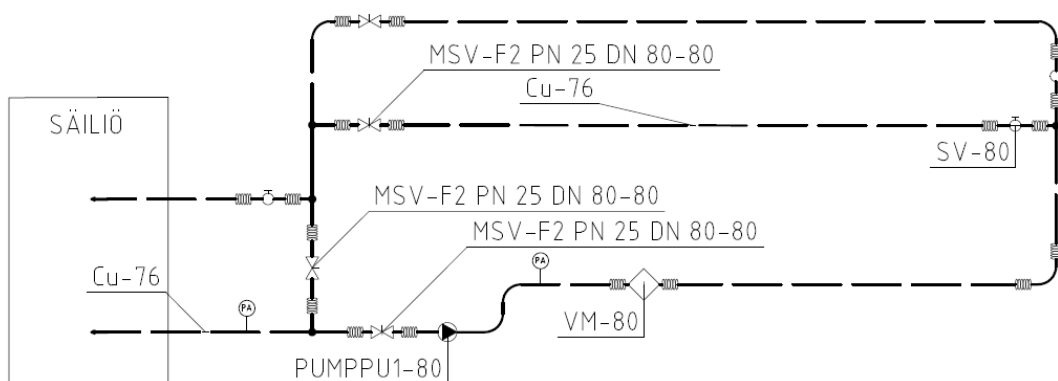 MSV-F2 PN 25 DN 80-80
Cu-76
SÄILIÖ
SV-80
MSV-F2 PN 25 DN 80-80
MSV-F2 PN 25 DN 80-80
PA
Cu-76
PA
VM-80
PUMPPU1-80